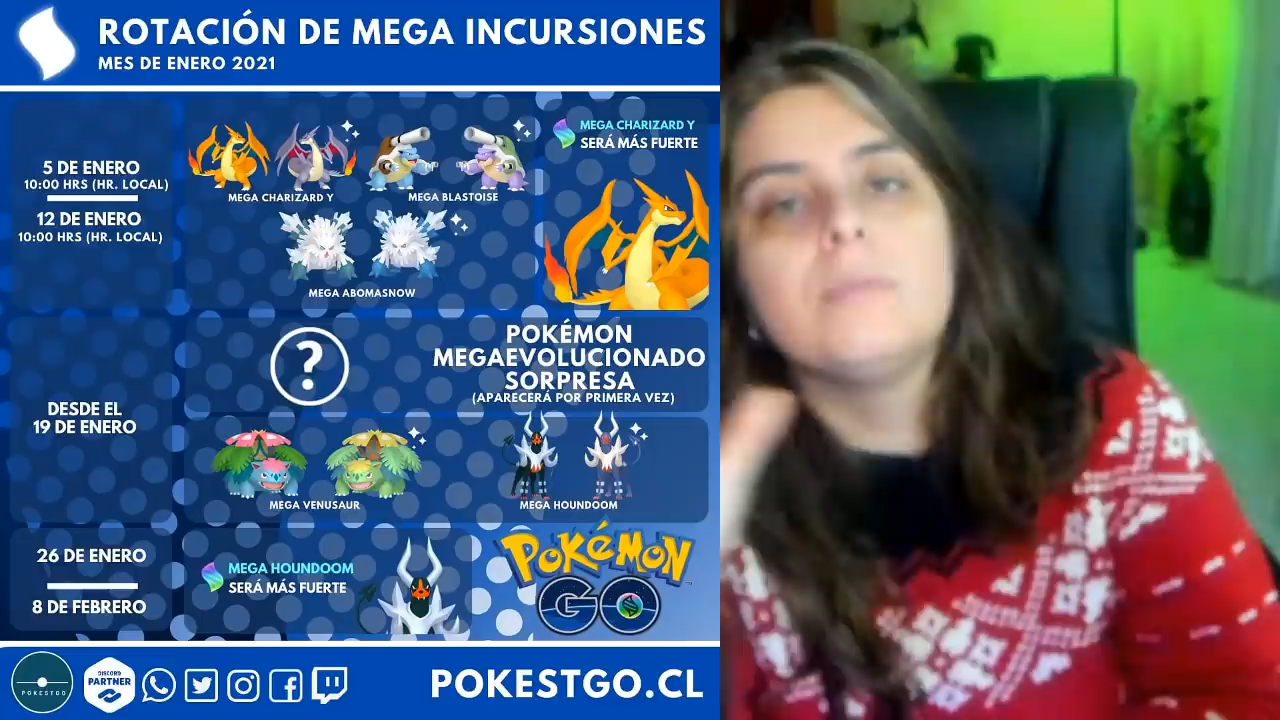 ROTACIÓN DE MEGA INCURSIONES
MES DE ENERO 2021
5 DE ENERO
10:00 HRS (HR. LOCAL)
12 DE ENERO
10:00 HRS (HR. LOCAL)
MEGA CHARIZARD Y
MEGA BLASTOISE
MEGA ABOMASNOW
MEGA CHARIZARD Y
SERÁ MÁS FUERTE
DESDE EL
19 DE ENERO
?
POKÉMON
MEGAEVOLUCIONADO
SORPRESA
(APARECERÁ POR PRIMERA VEZ)
MEGA VENUSAUR
MEGA HOUNDOOM
26 DE ENERO
8 DE FEBRERO
MEGA HOUNDOOM
SERÁ MÁS FUERTE
POKÉMON
GO
POKESTGO
DISCORD
PARTNER
POKESTGO.CL